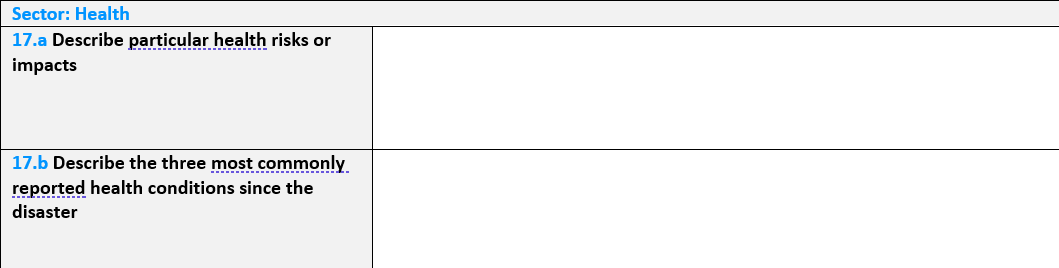 Sector: Health
17.a Describe particular health risks or
impacts
17.b Describe the three most commonly
reported health conditions since the
disaster